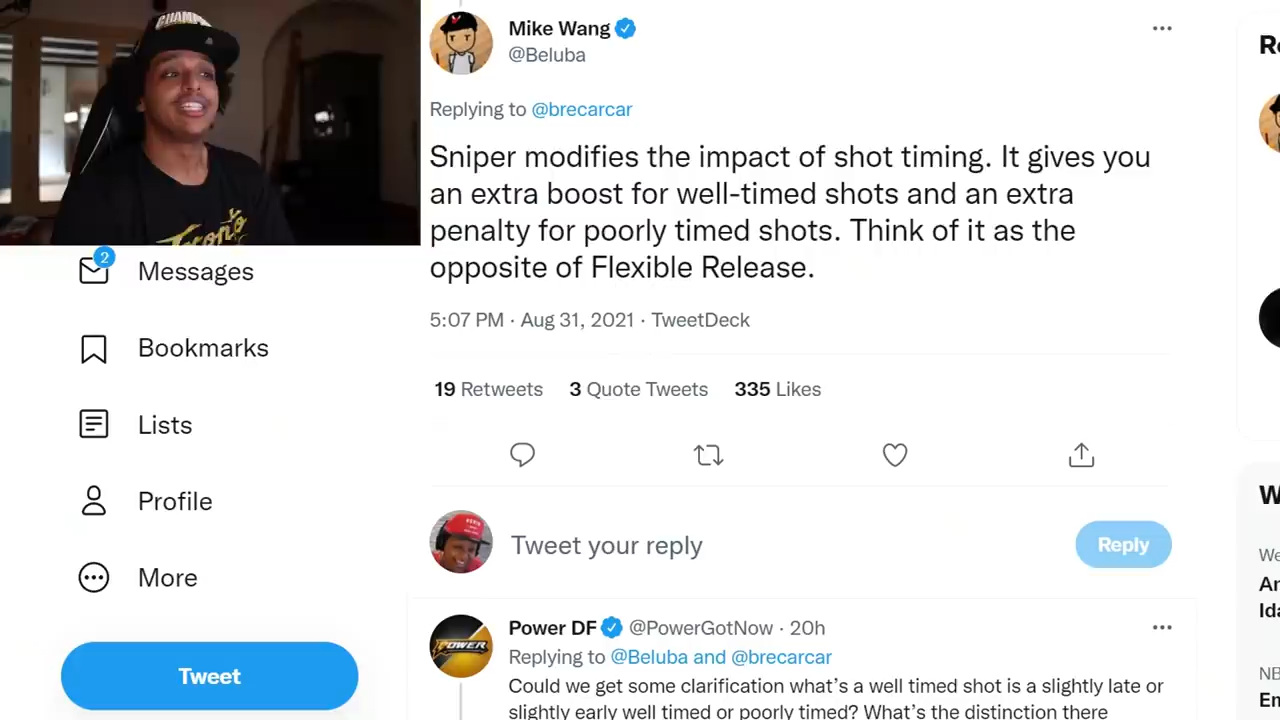 CHAMP
Mike Wang
@Beluba
Replying to @brecarcar
Sniper modifies the impact of shot timing. It gives you
an extra boost for well-timed shots and an extra
penalty for poorly timed shots. Think of it as the
opposite of Flexible Release.
5:07 PM · Aug 31, 2021 · TweetDeck
19 Retweets 3 Quote Tweets 335 Likes
Tweet your reply
Reply
Power DF @PowerGotNow · 20h
Replying to @Beluba and @brecarcar
Could we get some clarification what's a well timed shot is a slightly late or
slightly early well timed or poorly timed? What's the distinction there
2
Messages
Bookmarks
Lists
Profile
More
Tweet
POWER